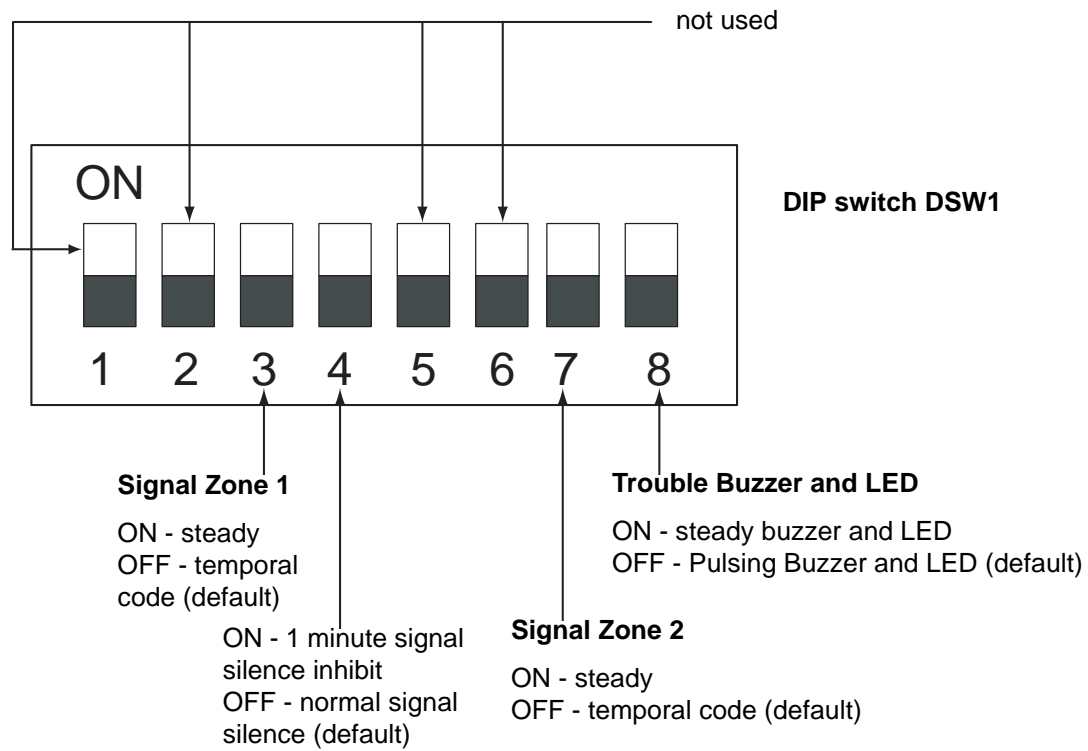 not used
ON
DIP switch DSW1
1 2 3 4 5 6 7 8
Signal Zone 1
ON - steady
OFF - temporal
code (default)
ON - 1 minute signal
silence inhibit
OFF - normal signal
silence (default)
Signal Zone 2
ON - steady
OFF - temporal code (default)
Trouble Buzzer and LED
ON - steady buzzer and LED
OFF - Pulsing Buzzer and LED (default)